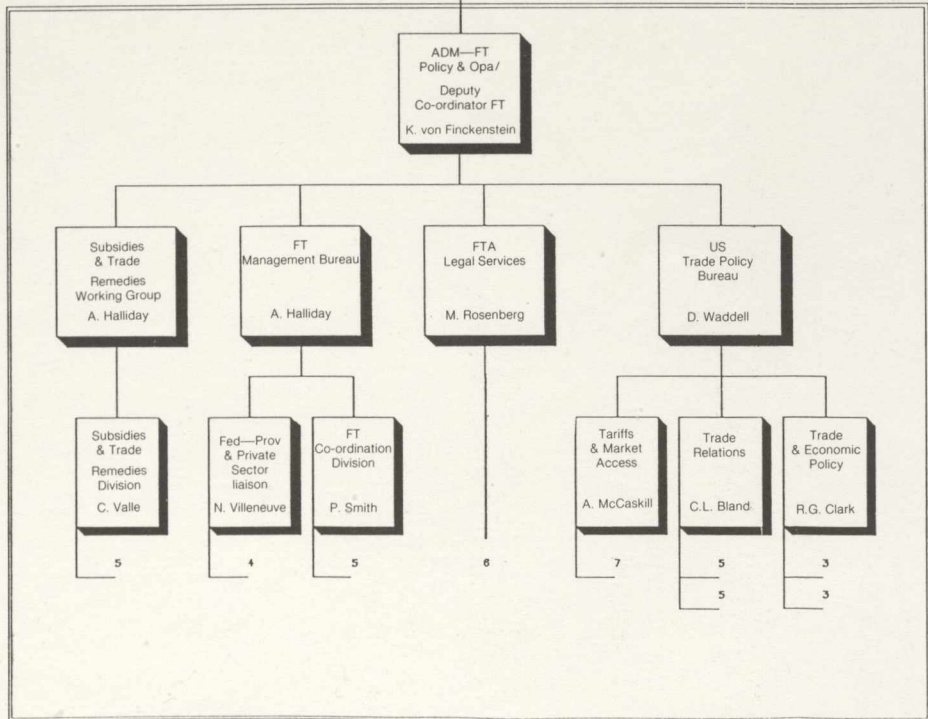 ADM—FT
Policy & Opa/
Deputy
Co-ordinator FT
K. von Finckenstein
Subsidies
& Trade
Remedies
Working Group
A. Halliday
FT
Management Bureau
A. Halliday
FTA
Legal Services
M. Rosenberg
US
Trade Policy
Bureau
D. Waddell
Subsidies
& Trade
Remedies
Division
C. Valle
Fed—Prov
& Private
Sector
liaison
N. Villeneuve
FT
Co-ordination
Division
P. Smith
Tariffs
& Market
Access
A. McCaskill
Trade
Relations
C.L. Bland
Trade
& Economic
Policy
R.G. Clark
5
4
5
6
7
5
3
5
3